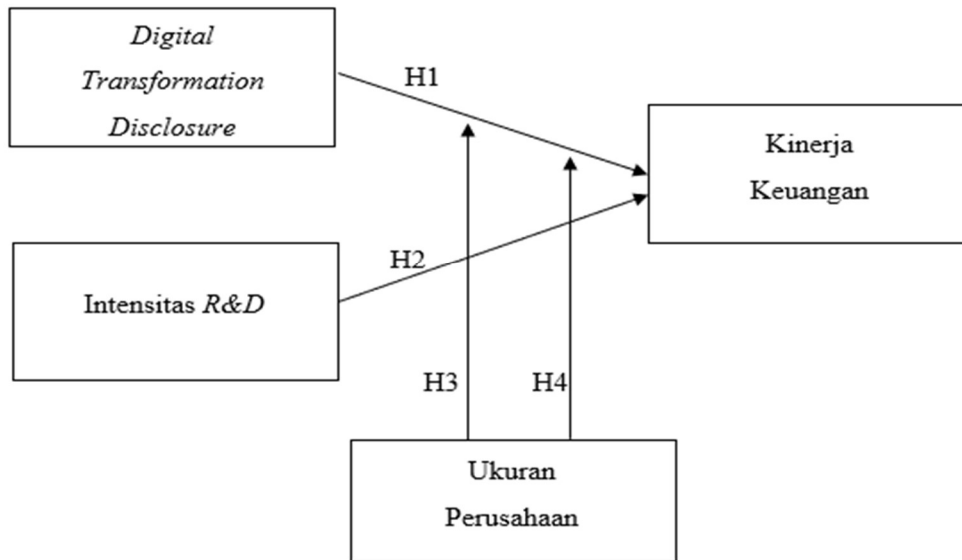 Digital
Transformation
Disclosure
H1
Kinerja
Keuangan
H2
Intensitas R&D
H3
H4
Ukuran
Perusahaan